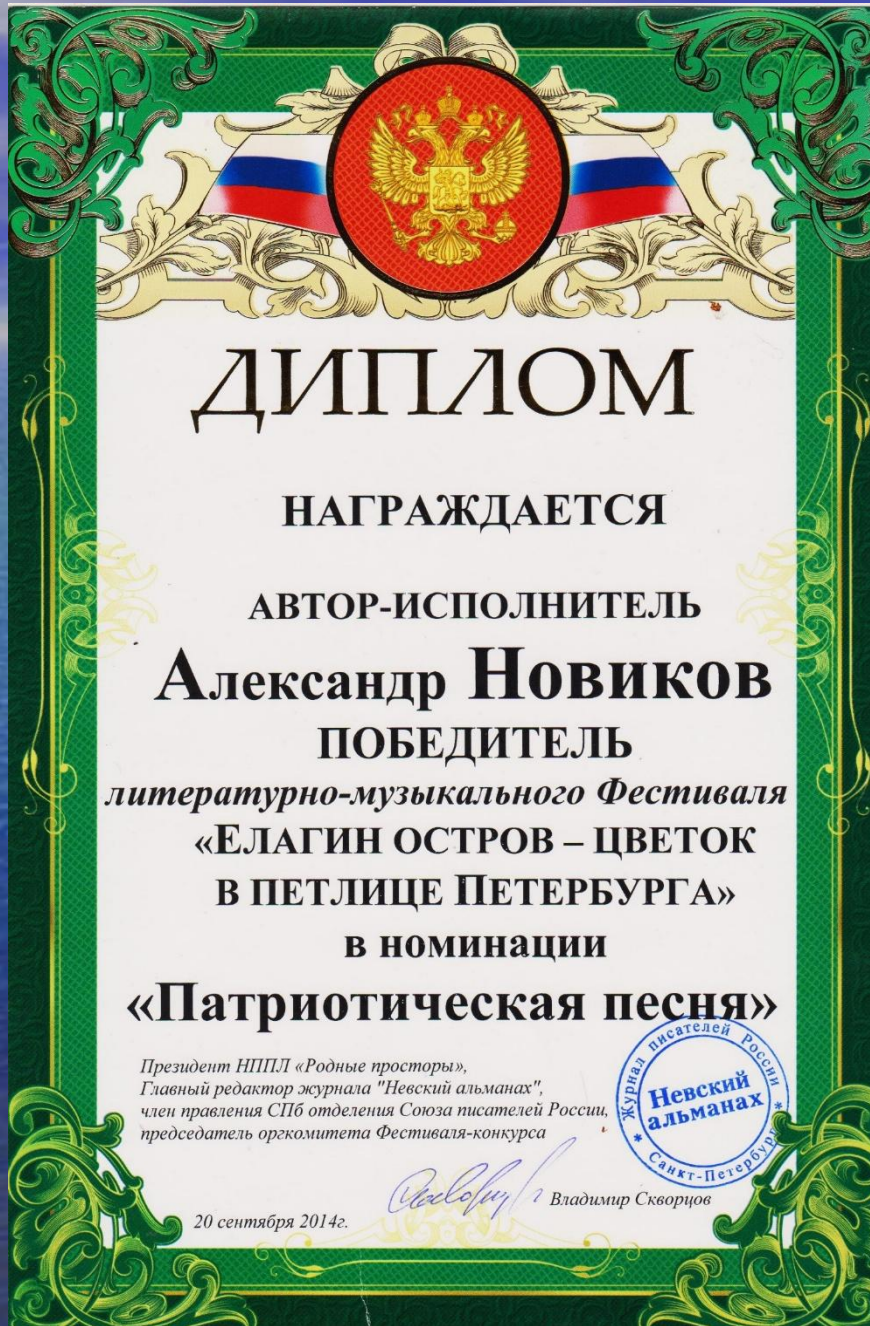 ДИПЛОМ
НАГРАЖДАЕТСЯ
АВТОР-ИСПОЛНИТЕЛЬ
Александр Новиков
ПОБЕДИТЕЛЬ
литературно-музыкального Фестиваля
«ЕЛАГИН ОСТРОВ – ЦВЕТОК
В ПЕТЛИЦЕ ПЕТЕРБУРГА»
в номинации
«Патриотическая песня»
Президент НППЛ «Родные просторы»,
Главный редактор журнала "Невский альманах",
член правления СПб отделения Союза писателей России,
председатель оргкомитета Фестиваля-конкурса
Журнал писателей России
Невский
альманах
* Санкт-Петербург *
Владимир Скворцов
20 сентября 2014г.